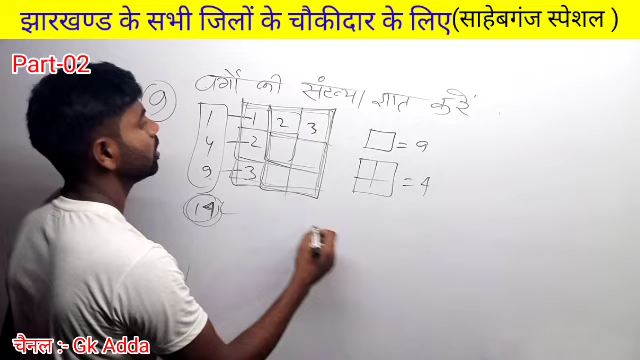 झारखण्ड के सभी जिलों के चौकीदार के लिए(साहेबगंज स्पेशल )
Part-02
9 वर्गों की संख्या ज्ञात करें
1 1 2 3
4 2
9 3
14
= 9
= 4
चैनल :- Gk Adda